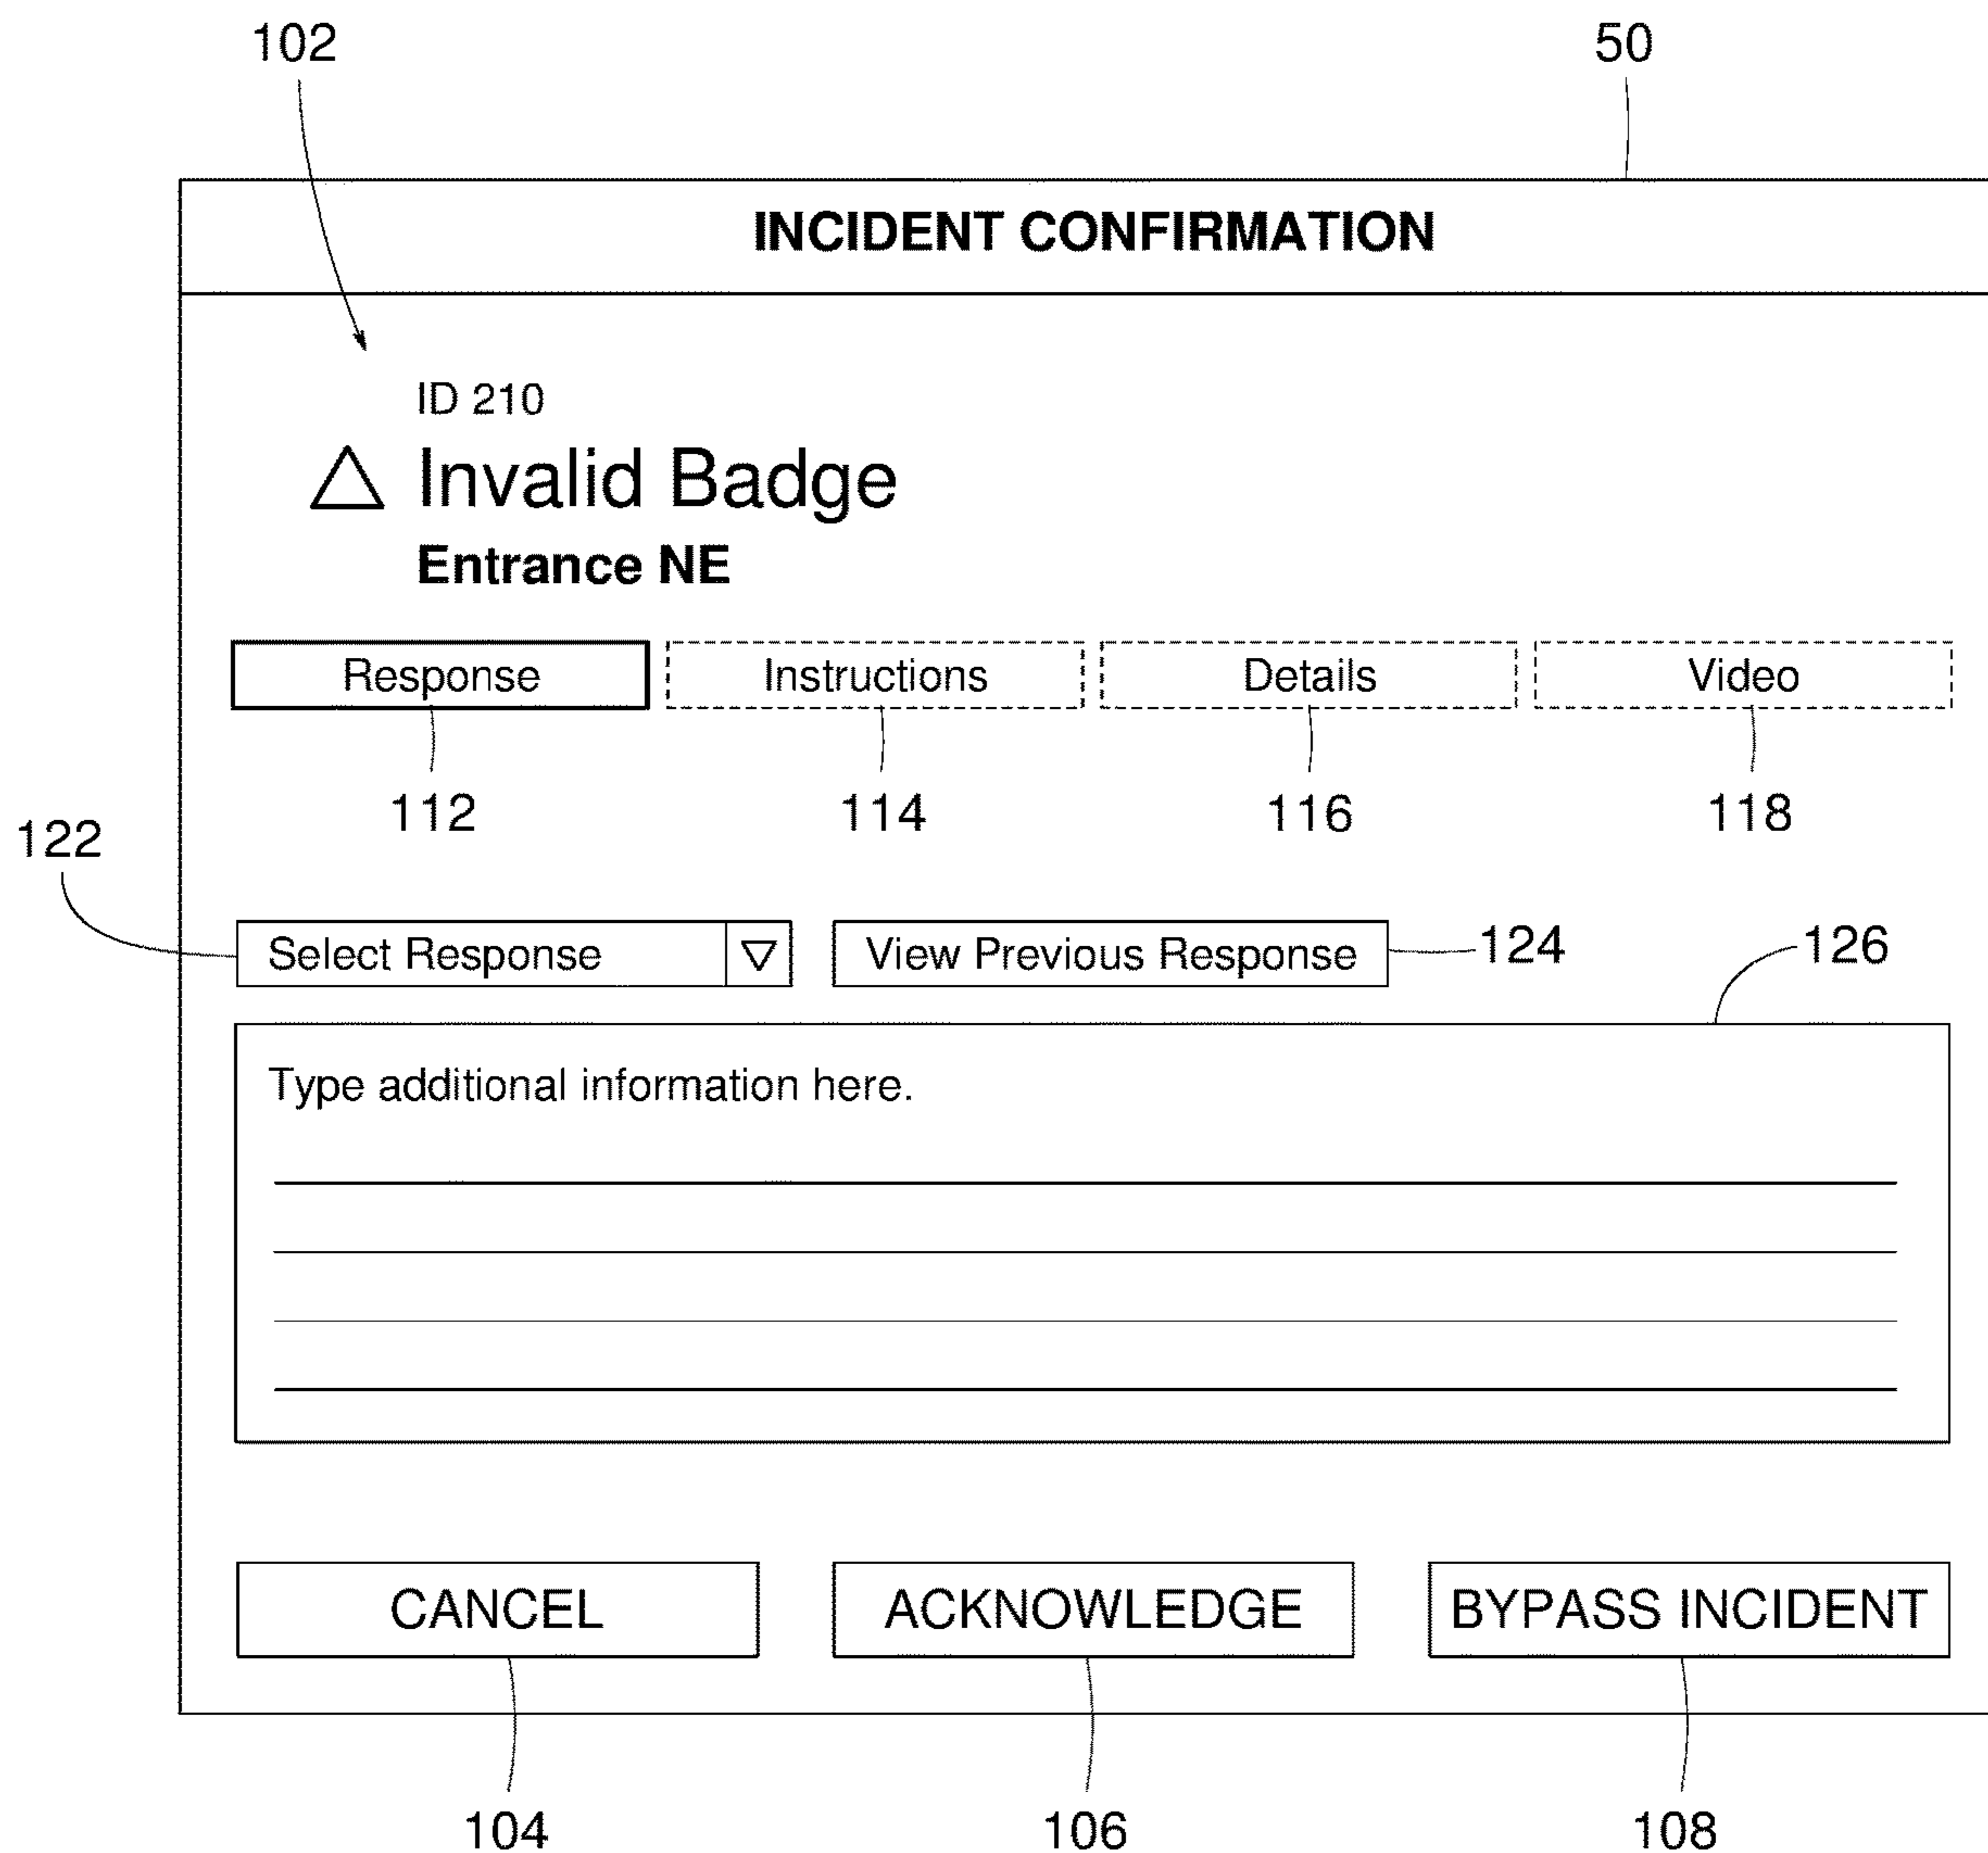 102 50
INCIDENT CONFIRMATION
ID 210
Invalid Badge
Entrance NE
Response Instructions Details Video
112 114 116 118
122
Select Response View Previous Response 124 126
Type additional information here.
CANCEL ACKNOWLEDGE BYPASS INCIDENT
104 106 108